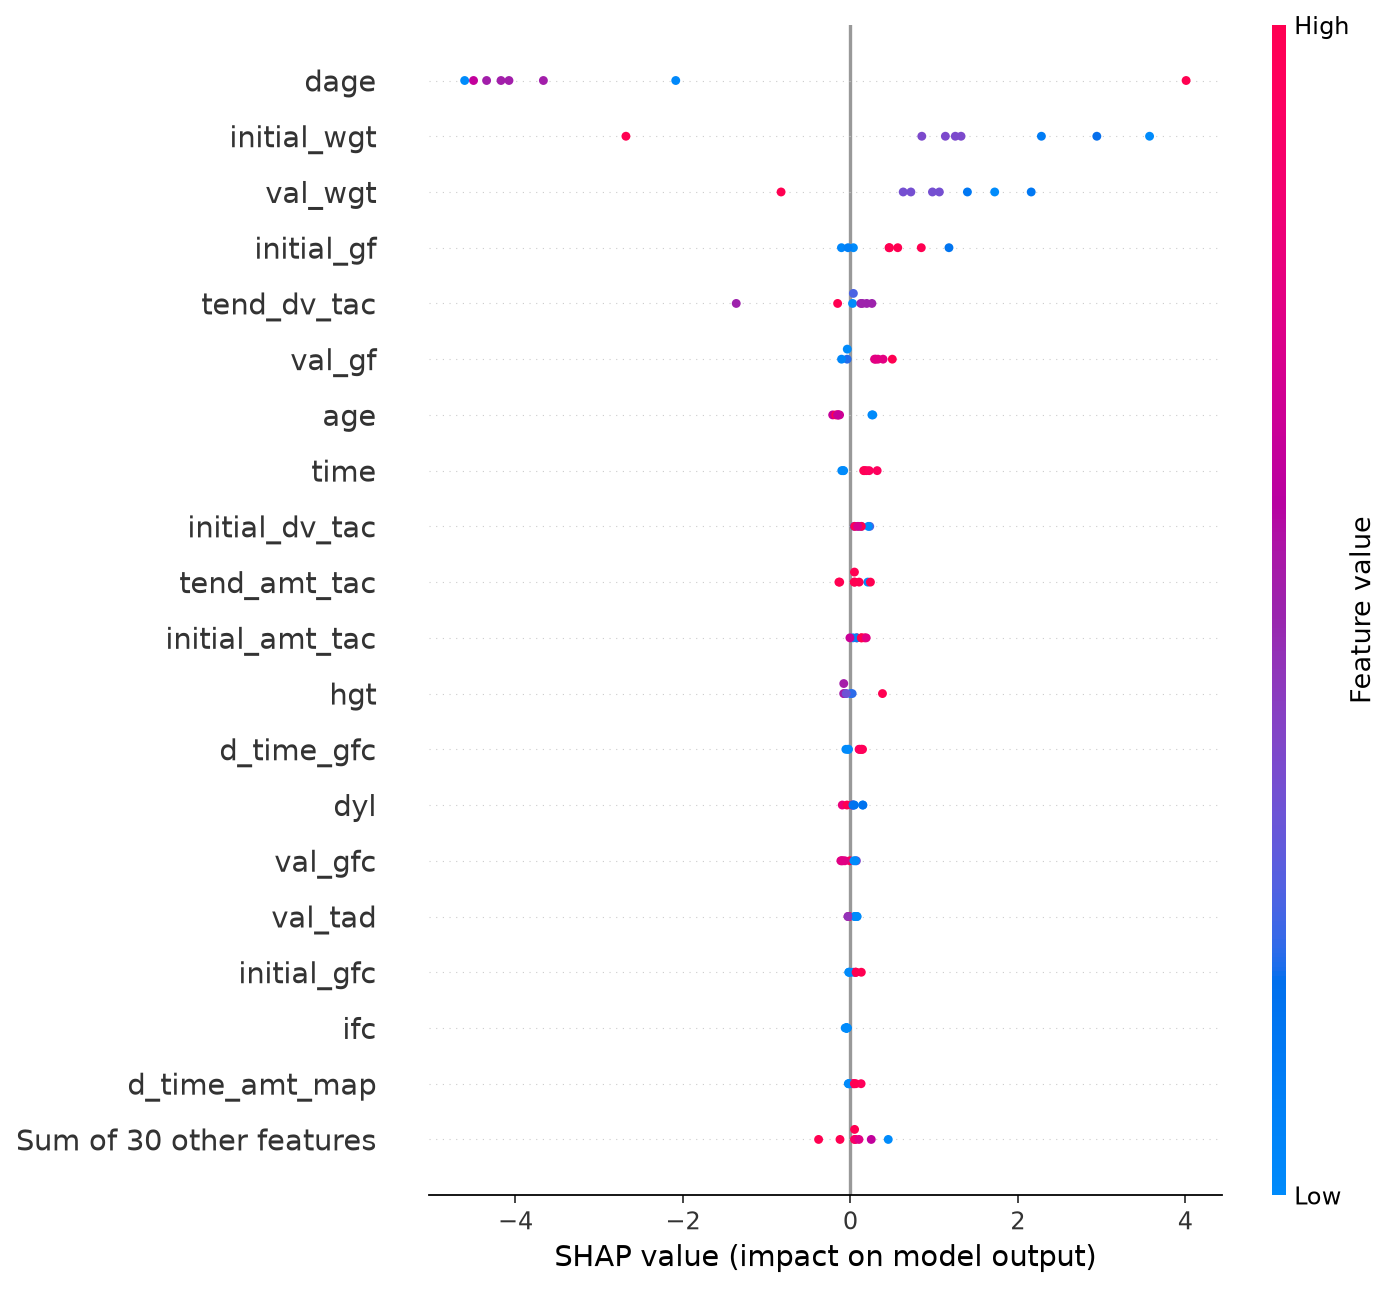 High
dage
initial_wgt
val_wgt
initial_gf
tend_dv_tac
val_gf
age
time
initial_dv_tac
tend_amt_tac
initial_amt_tac
hgt
d_time_gfc
dyl
val_gfc
val_tad
initial_gfc
ifc
d_time_amt_map
Sum of 30 other features
Feature value
Low
−4 −2 0 2 4
SHAP value (impact on model output)